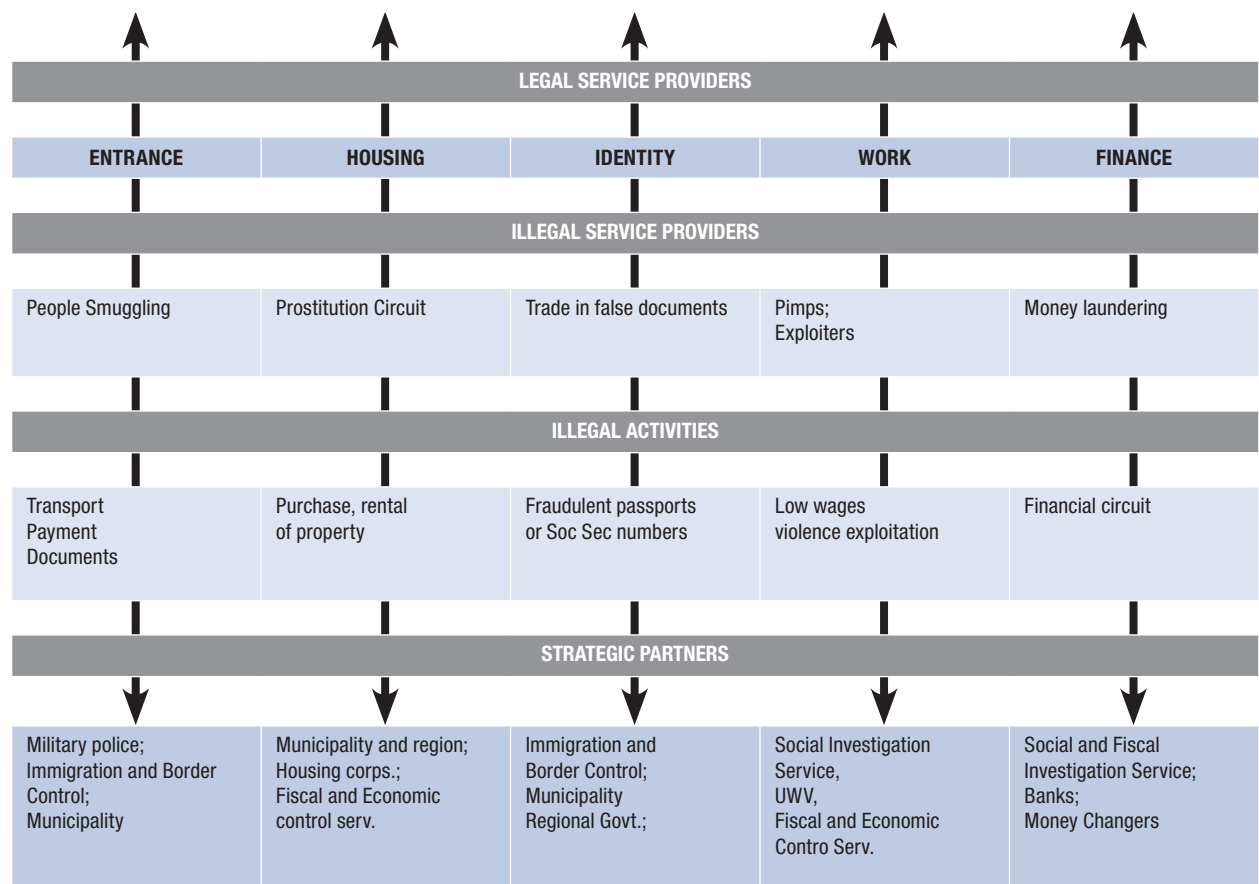 LEGAL SERVICE PROVIDERS
ENTRANCE
HOUSING
IDENTITY
WORK
FINANCE
ILLEGAL SERVICE PROVIDERS
People Smuggling
Prostitution Circuit
Trade in false documents
Pimps;
Exploiters
Money laundering
ILLEGAL ACTIVITIES
Transport
Payment
Documents
Purchase, rental
of property
Fraudulent passports
or Soc Sec numbers
Low wages
violence exploitation
Financial circuit
STRATEGIC PARTNERS
Military police;
Immigration and Border
Control;
Municipality
Municipality and region;
Housing corps.;
Fiscal and Economic
control serv.
Immigration and
Border Control;
Municipality
Regional Govt.;
Social Investigation
Service,
UWV,
Fiscal and Economic
Contro Serv.
Social and Fiscal
Investigation Service;
Banks;
Money Changers